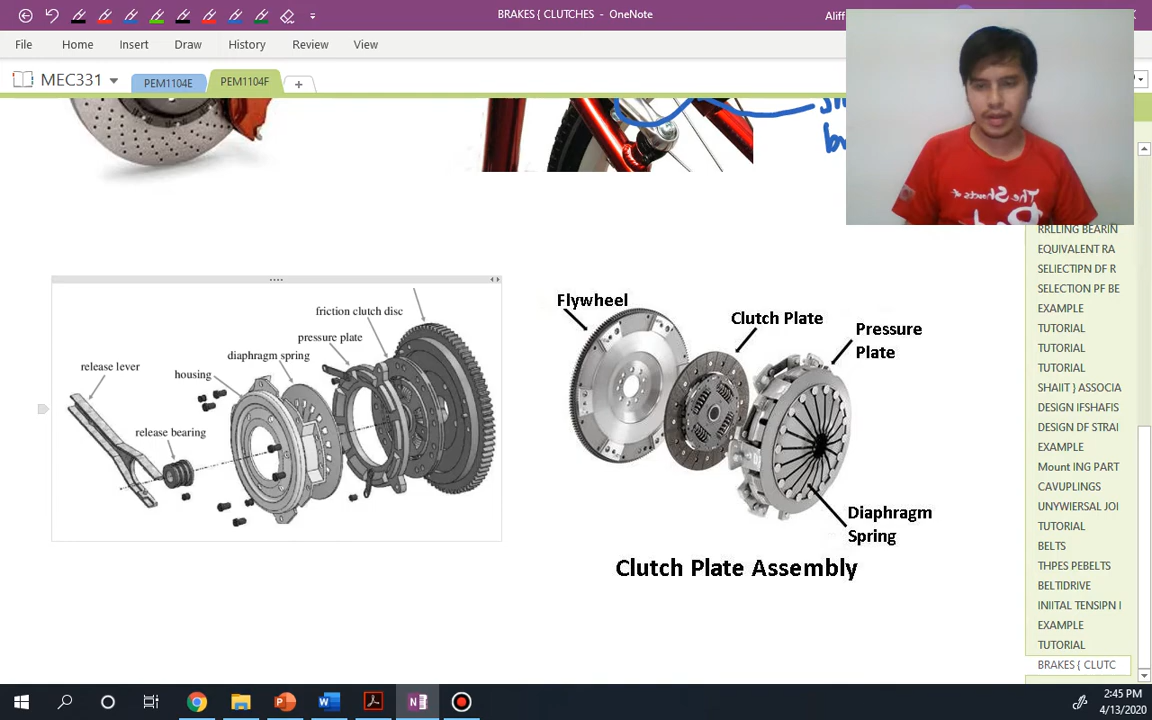 BRAKES { CLUTCHES - OneNote
Aliff
File Home Insert Draw History Review View
MEC331
PEM1104E
PEM1104F
RRLLING BEARIN
EQUIVALENT RA
SELIECTIPN DF R
SELECTION PF BE
EXAMPLE
TUTORIAL
TUTORIAL
TUTORIAL
SHAIIT } ASSOCIA
DESIGN IFSHAFIS
DESIGN DF STRAI
EXAMPLE
Mount ING PART
CAVUPLINGS
UNYWIERSAL JOI
TUTORIAL
BELTS
THPES PEBELTS
BELTIDRIVE
INIITAL TENSIPN I
EXAMPLE
TUTORIAL
BRAKES { CLUTC
friction clutch disc
pressure plate
diaphragm spring
housing
release lever
release bearing
Flywheel
Clutch Plate
Pressure
Plate
Diaphragm
Spring
Clutch Plate Assembly
2:45 PM
4/13/2020